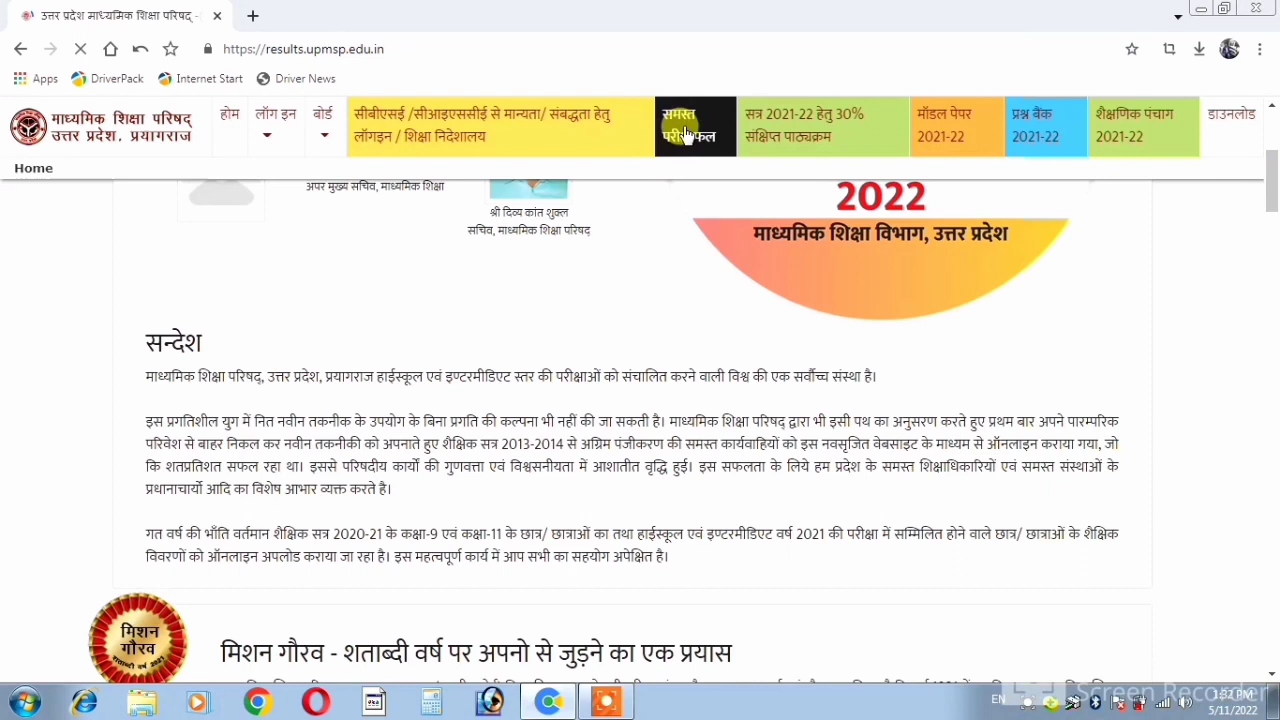 उत्तर प्रदेश माध्यमिक शिक्षा परिषद् -
https://results.upmsp.edu.in
Apps DriverPack Internet Start Driver News
माध्यमिक शिक्षा परिषद्
उत्तर प्रदेश, प्रयागराज
होम
लॉग इन
बोर्ड
सीबीएसई /सीआइएससीई से मान्यता/ संबद्धता हेतु
लॉगइन / शिक्षा निदेशालय
समस्त
परीक्षाफल
सत्र 2021-22 हेतु 30%
संक्षिप्त पाठ्यक्रम
मॉडल पेपर
2021-22
प्रश्न बैंक
2021-22
शैक्षणिक पंचाग
2021-22
डाउनलोड
Home
अपर मुख्य सचिव, माध्यमिक शिक्षा
श्री दिव्य कांत शुक्ल
सचिव, माध्यमिक शिक्षा परिषद
2022
माध्यमिक शिक्षा विभाग, उत्तर प्रदेश
सन्देश
माध्यमिक शिक्षा परिषद्, उत्तर प्रदेश, प्रयागराज हाईस्कूल एवं इण्टरमीडिएट स्तर की परीक्षाओं को संचालित करने वाली विश्व की एक सर्वोच्च संस्था है।
इस प्रगतिशील युग में नित नवीन तकनीक के उपयोग के बिना प्रगति की कल्पना भी नहीं की जा सकती है। माध्यमिक शिक्षा परिषद् द्वारा भी इसी पथ का अनुसरण करते हुए प्रथम बार अपने पारम्परिक
परिवेश से बाहर निकल कर नवीन तकनीकी को अपनाते हुए शैक्षिक सत्र 2013-2014 से अग्रिम पंजीकरण की समस्त कार्यवाहियों को इस नवसृजित वेबसाइट के माध्यम से ऑनलाइन कराया गया, जो
कि शतप्रतिशत सफल रहा था। इससे परिषदीय कार्यों की गुणवत्ता एवं विश्वसनीयता में आशातीत वृद्धि हुई। इस सफलता के लिये हम प्रदेश के समस्त शिक्षाधिकारियों एवं समस्त संस्थाओं के
प्रधानाचार्यो आदि का विशेष आभार व्यक्त करते है।
गत वर्ष की भाँति वर्तमान शैक्षिक सत्र 2020-21 के कक्षा-9 एवं कक्षा-11 के छात्र/ छात्राओं का तथा हाईस्कूल एवं इण्टरमीडिएट वर्ष 2021 की परीक्षा में सम्मिलित होने वाले छात्र/ छात्राओं के शैक्षिक
विवरणों को ऑनलाइन अपलोड कराया जा रहा है। इस महत्वपूर्ण कार्य में आप सभी का सहयोग अपेक्षित है।
मिशन
गौरव
शताब्दी वर्ष 2021
मिशन गौरव - शताब्दी वर्ष पर अपनो से जुड़ने का एक प्रयास
EN
Screen Recorder
1:32 PM
5/11/2022